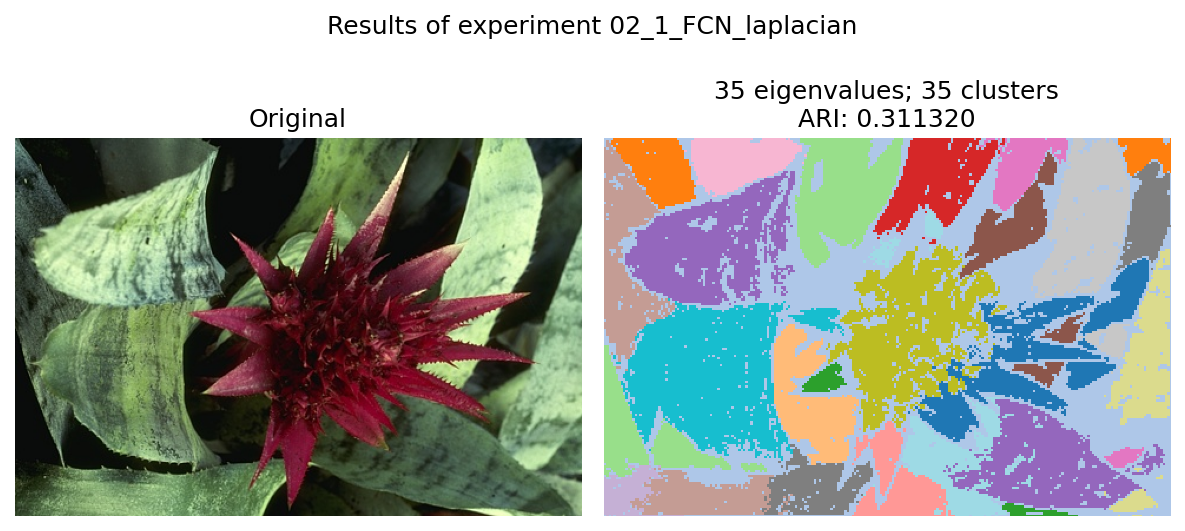 Results of experiment 02_1_FCN_laplacian
Original
35 eigenvalues; 35 clusters
ARI: 0.311320